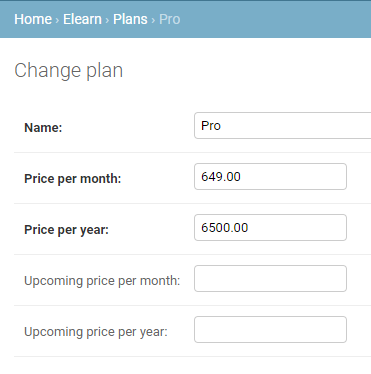 Home › Elearn › Plans › Pro
Change plan
Name: Pro
Price per month: 649.00
Price per year: 6500.00
Upcoming price per month:
Upcoming price per year: